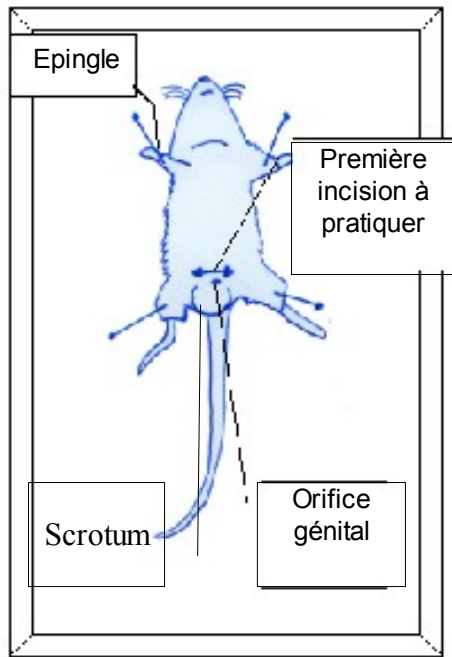 Epingle
Première
incision à
pratiquer
Scrotum
Orifice
génital